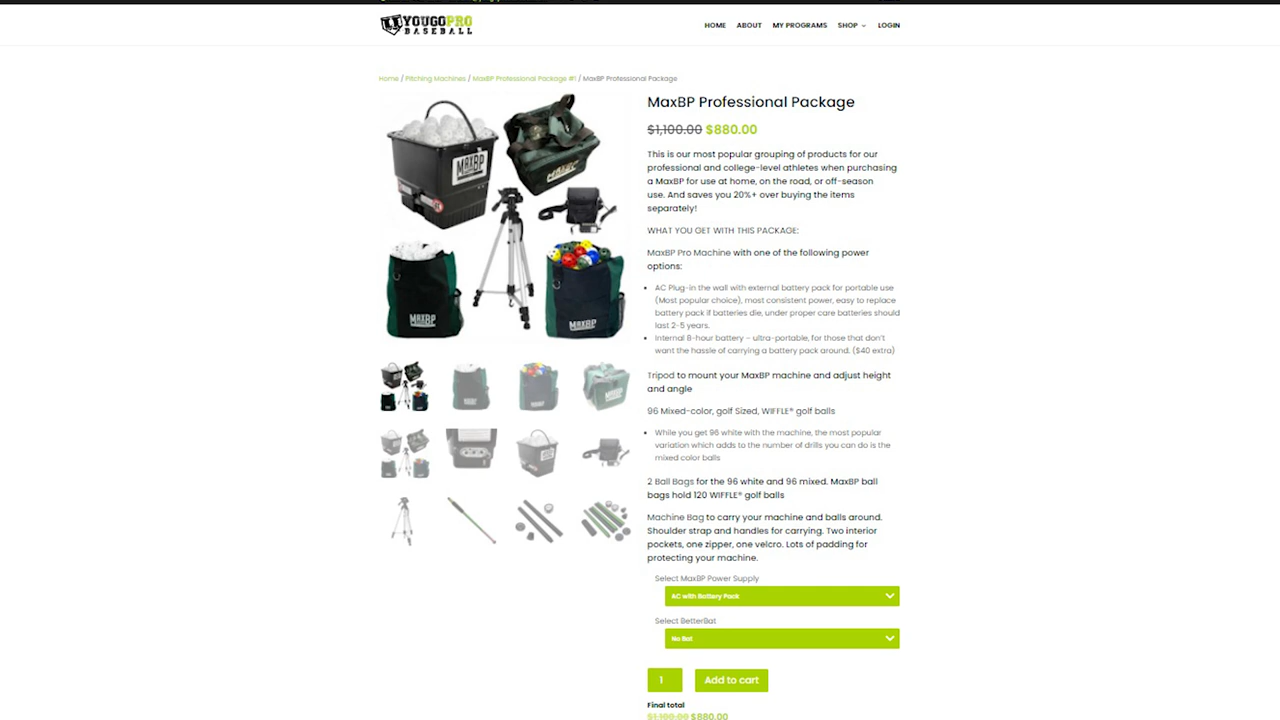 YOUGOPRO
BASEBALL
HOME ABOUT MY PROGRAMS SHOP LOGIN
Home / Pitching Machines / MaxBP Professional Package #1 / MaxBP Professional Package
MaxBP Professional Package
$1,100.00 $880.00
This is our most popular grouping of products for our
professional and college-level athletes when purchasing
a MaxBP for use at home, on the road, or off-season
use. And saves you 20%+ over buying the items
separately!
WHAT YOU GET WITH THIS PACKAGE:
MaxBP Pro Machine with one of the following power
options:
AC Plug-in the wall with external battery pack for portable use
(Most popular choice), most consistent power, easy to replace
battery pack if batteries die, under proper care batteries should
last 2-5 years.
Internal 8-hour battery – ultra-portable, for those that don't
want the hassle of carrying a battery pack around. ($40 extra)
Tripod to mount your MaxBP machine and adjust height
and angle
96 Mixed-color, golf Sized, WIFFLE® golf balls
While you get 96 white with the machine, the most popular
variation which adds to the number of drills you can do is the
mixed color balls
2 Ball Bags for the 96 white and 96 mixed. MaxBP ball
bags hold 120 WIFFLE® golf balls
Machine Bag to carry your machine and balls around.
Shoulder strap and handles for carrying. Two interior
pockets, one zipper, one velcro. Lots of padding for
protecting your machine.
Select MaxBP Power Supply
AC with Battery Pack
Select BetterBat
No Bat
1 Add to cart
Final total
$1,100.00 $880.00
MAXBP
MAXBP
MAXBP
MAXBP